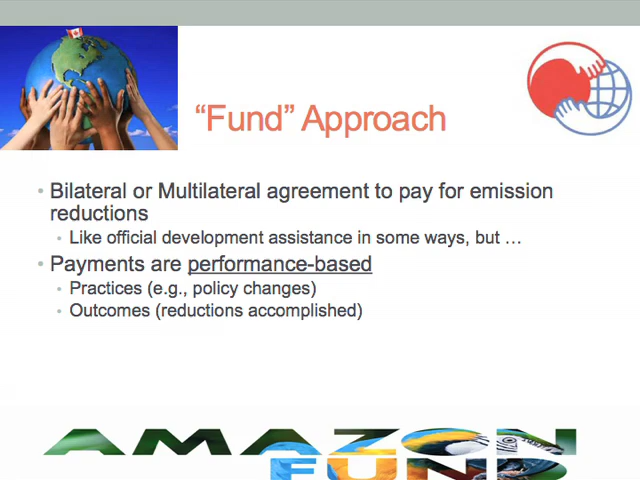 “Fund” Approach
Bilateral or Multilateral agreement to pay for emission
reductions
Like official development assistance in some ways, but …
Payments are performance-based
Practices (e.g., policy changes)
Outcomes (reductions accomplished)
AMAZON
FUND